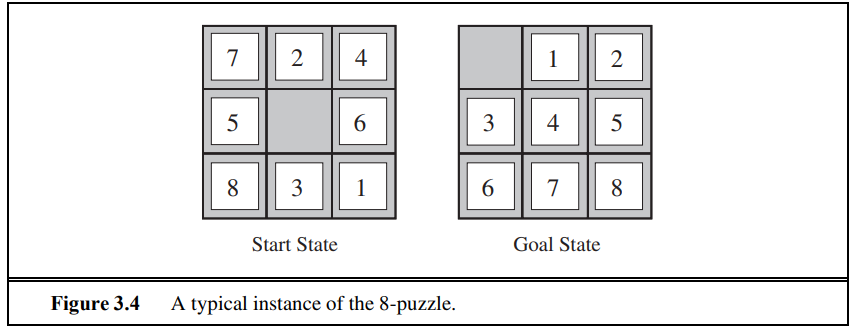 7 2 4 1 2
5 6 3 4 5
8 3 1 6 7 8
Start State Goal State
Figure 3.4 A typical instance of the 8-puzzle.